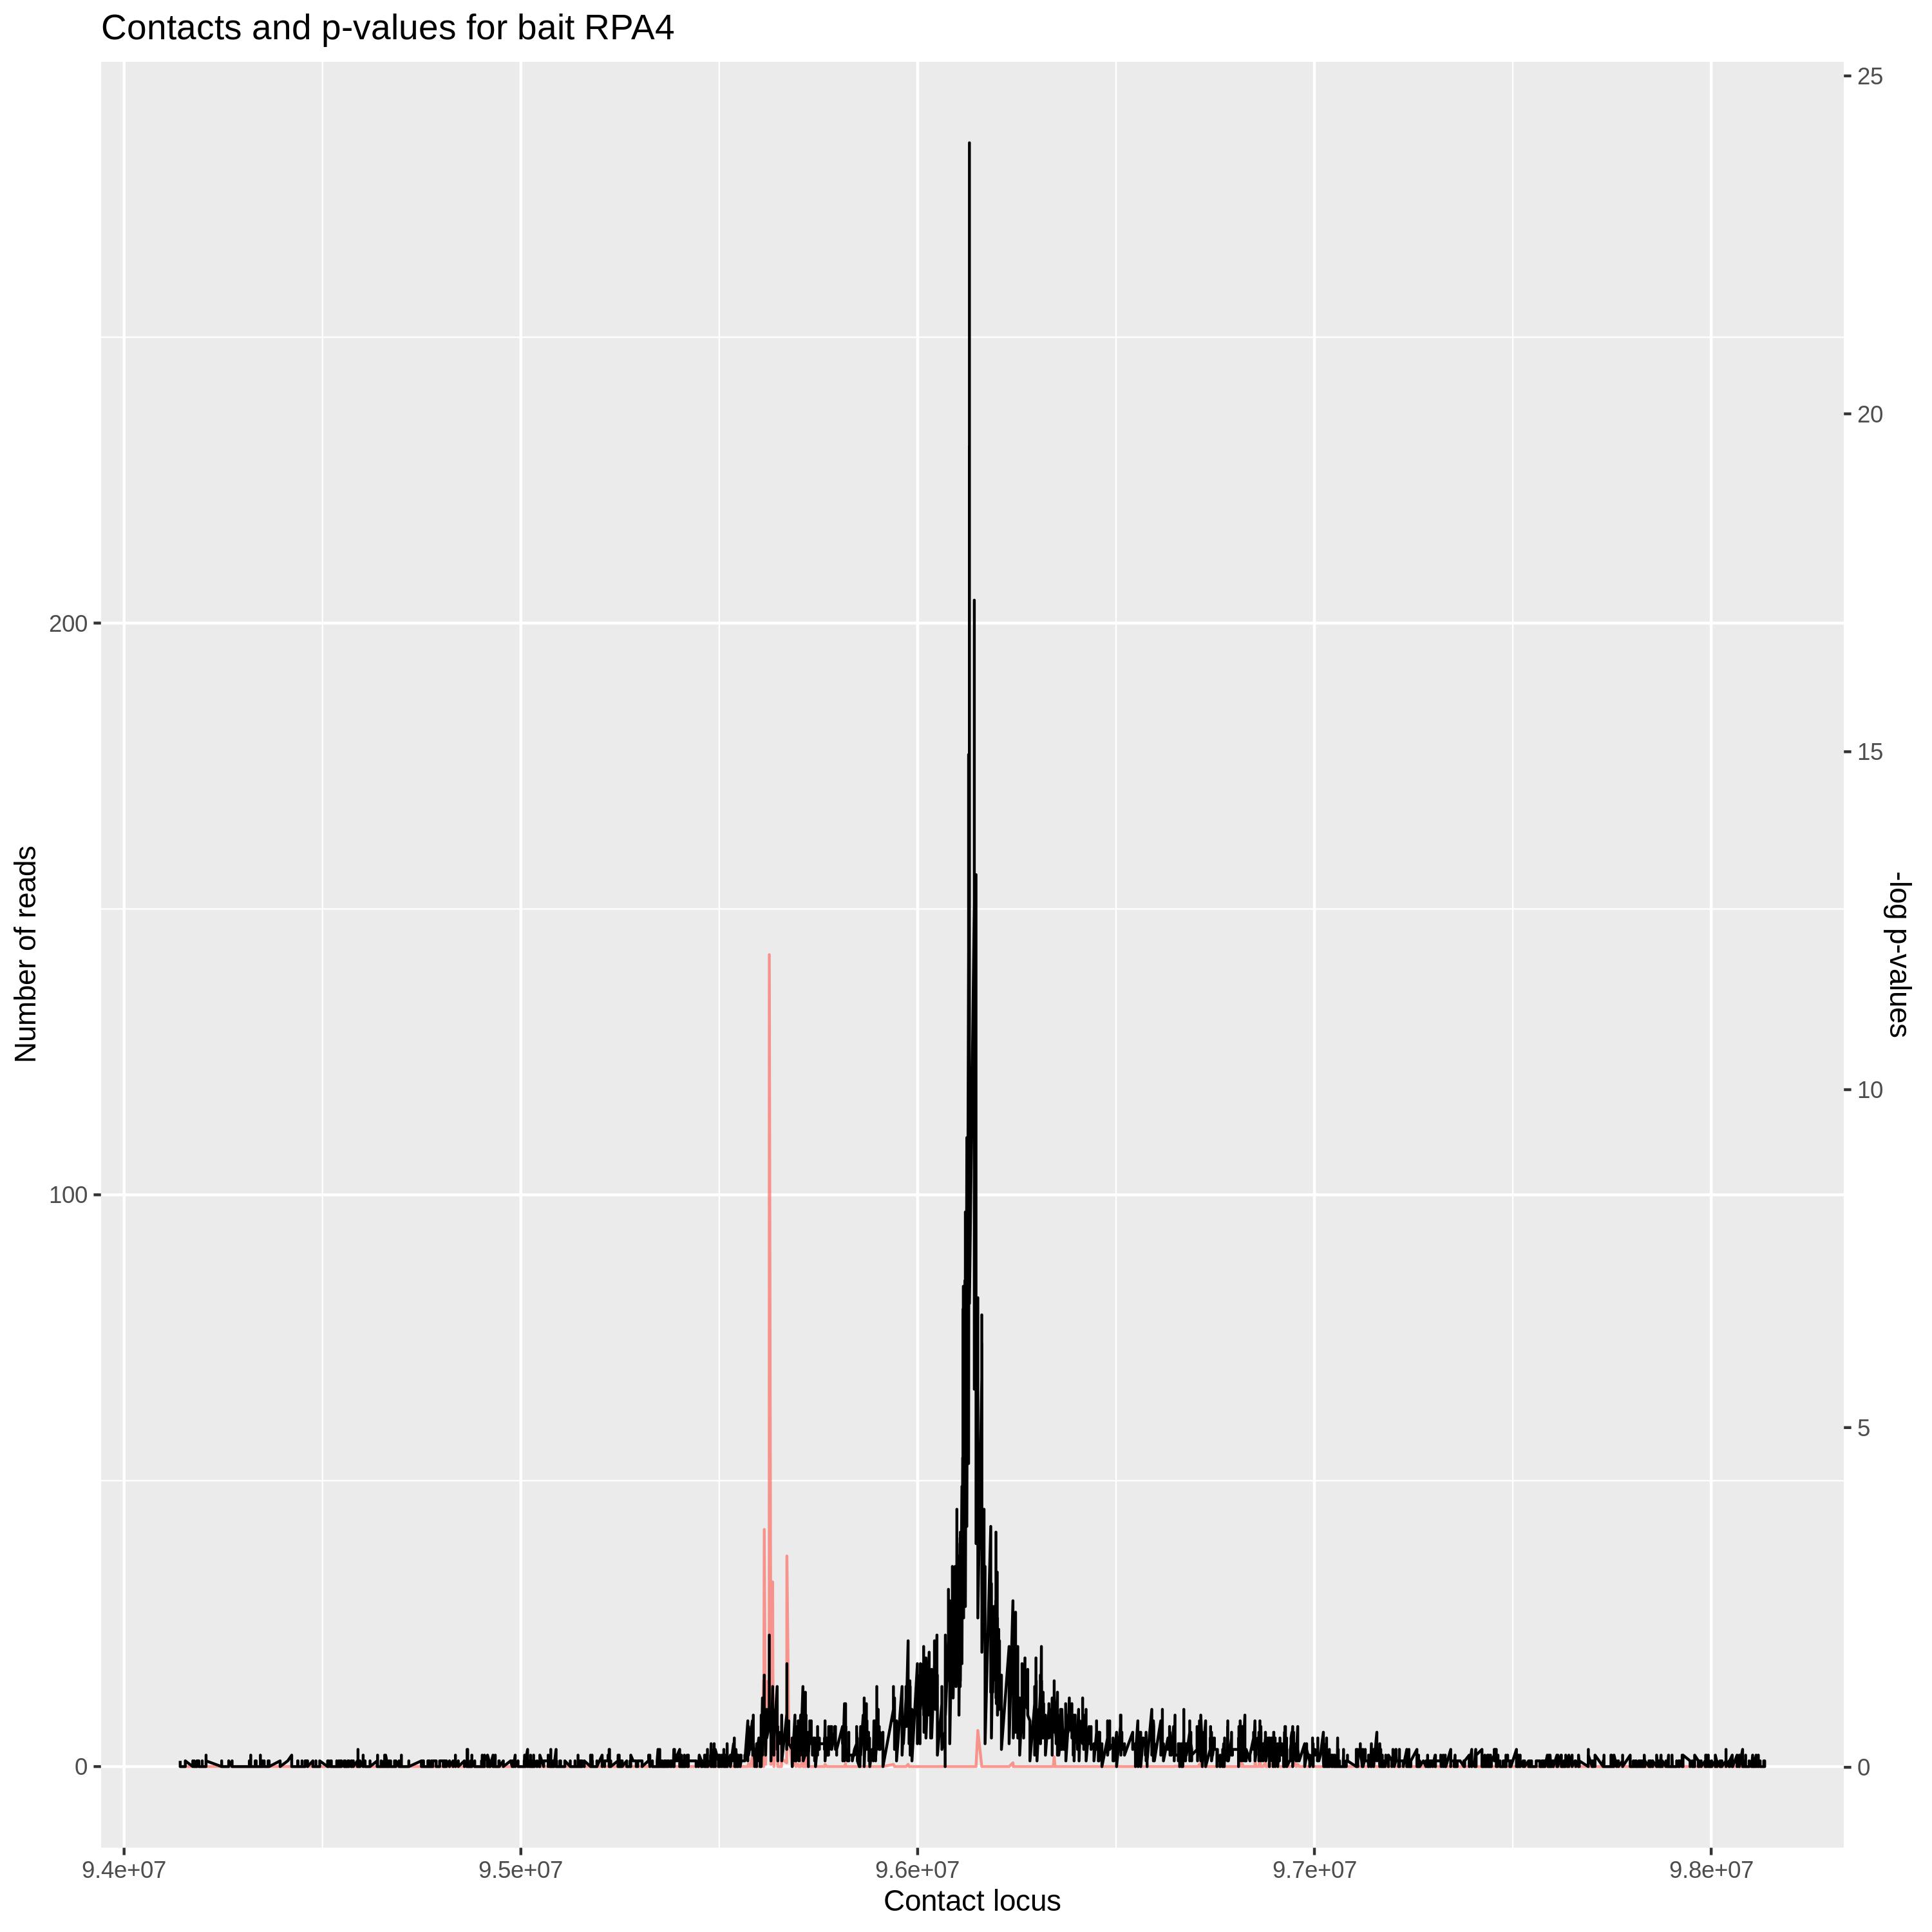 Contacts and p-values for bait RPA4
25
20
200
15
Number of reads
-log p-values
10
100
5
0
0
9.4e+07
9.5e+07
9.6e+07
9.7e+07
9.8e+07
Contact locus